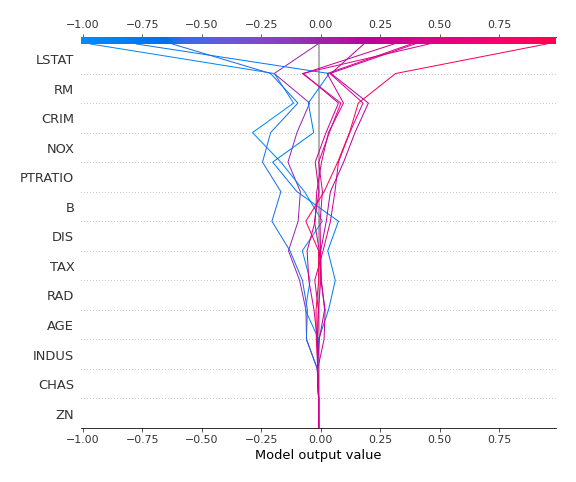 −1.00 −0.75 −0.50 −0.25 0.00 0.25 0.50 0.75
LSTAT
RM
CRIM
NOX
PTRATIO
B
DIS
TAX
RAD
AGE
INDUS
CHAS
ZN
−1.00 −0.75 −0.50 −0.25 0.00 0.25 0.50 0.75
Model output value